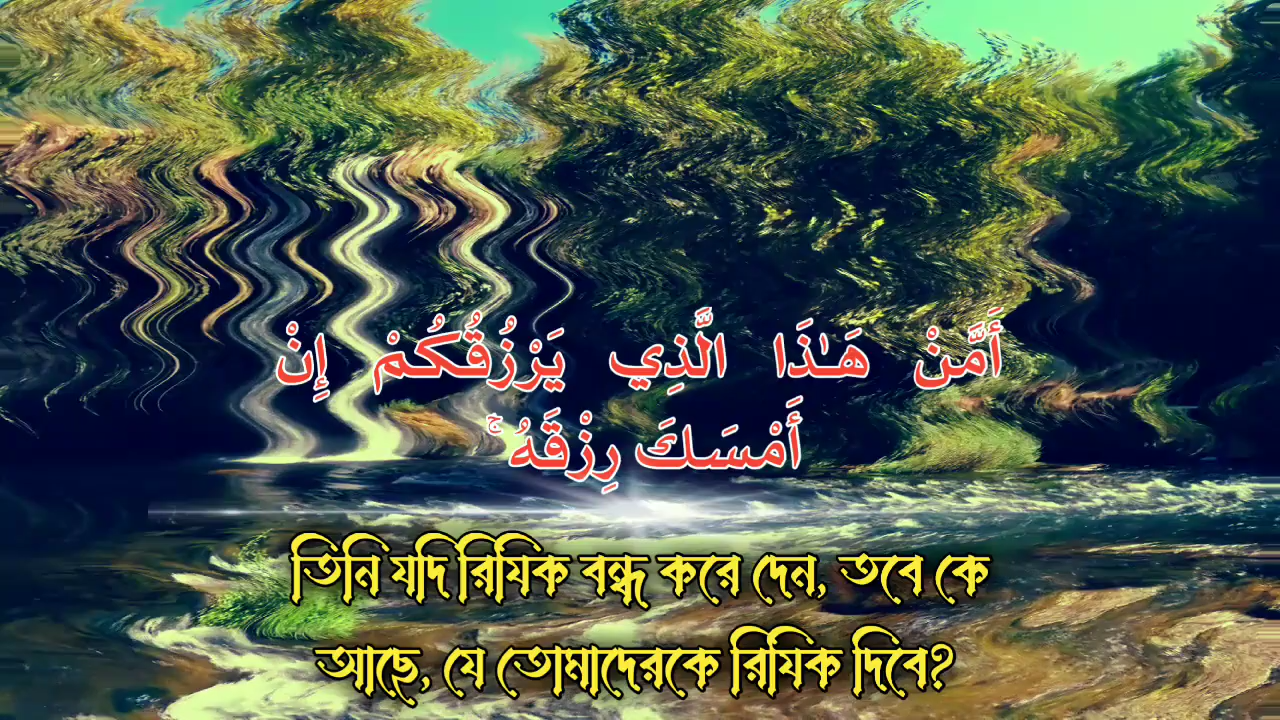 أَمَّنْ هَـٰذَا الَّذِي يَرْزُقُكُمْ إِنْ
أَمْسَكَ رِزْقَهُ ۚ
তিনি যদি রিযিক বন্ধ করে দেন, তবে কে
আছে, যে তোমাদেরকে রিযিক দিবে?